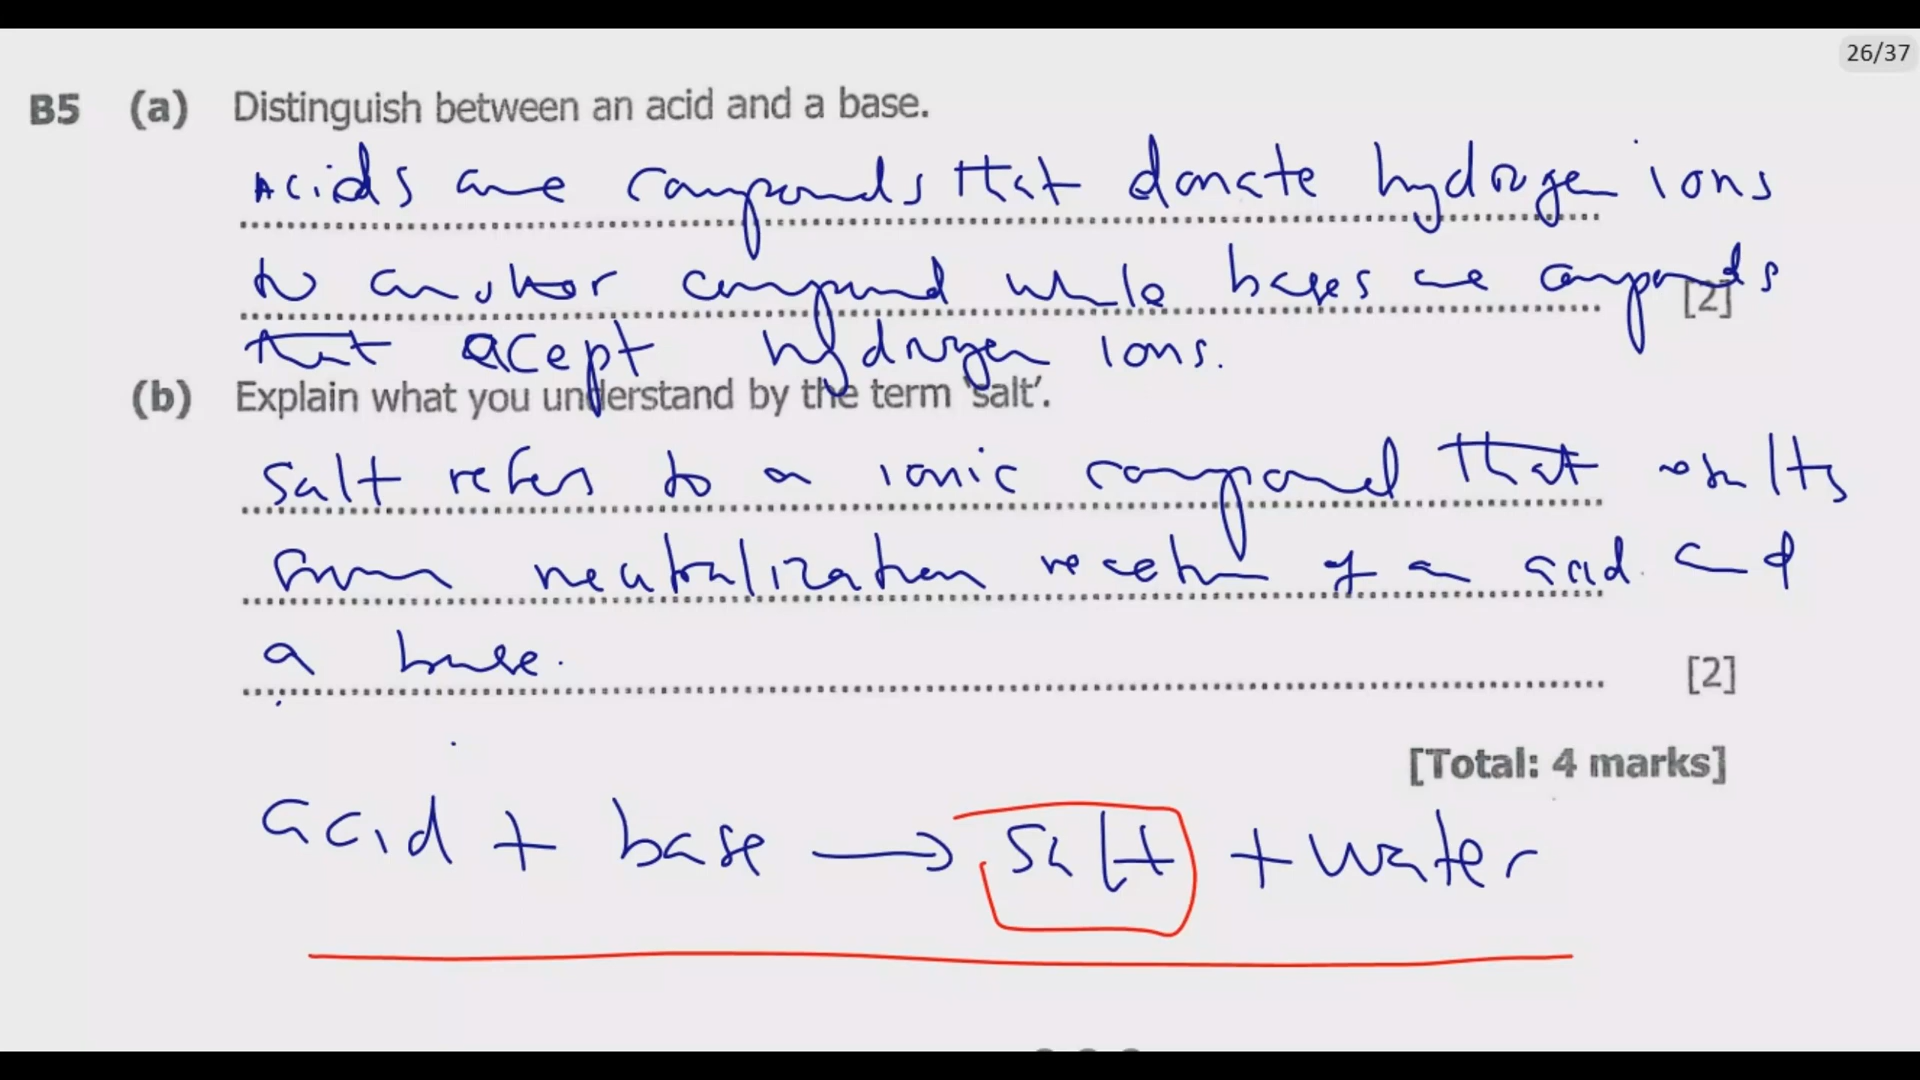 26/37
B5 (a) Distinguish between an acid and a base.
Acids are compounds that donate hydrogen ions
to another compound while bases are compounds
[2]
that acept hydrogen ions.
(b) Explain what you understand by the term ‘salt’.
Salt refers to a ionic compound that results
from neutralization reaction of an acid and
a base.
[2]
[Total: 4 marks]
acid + base → salt + water